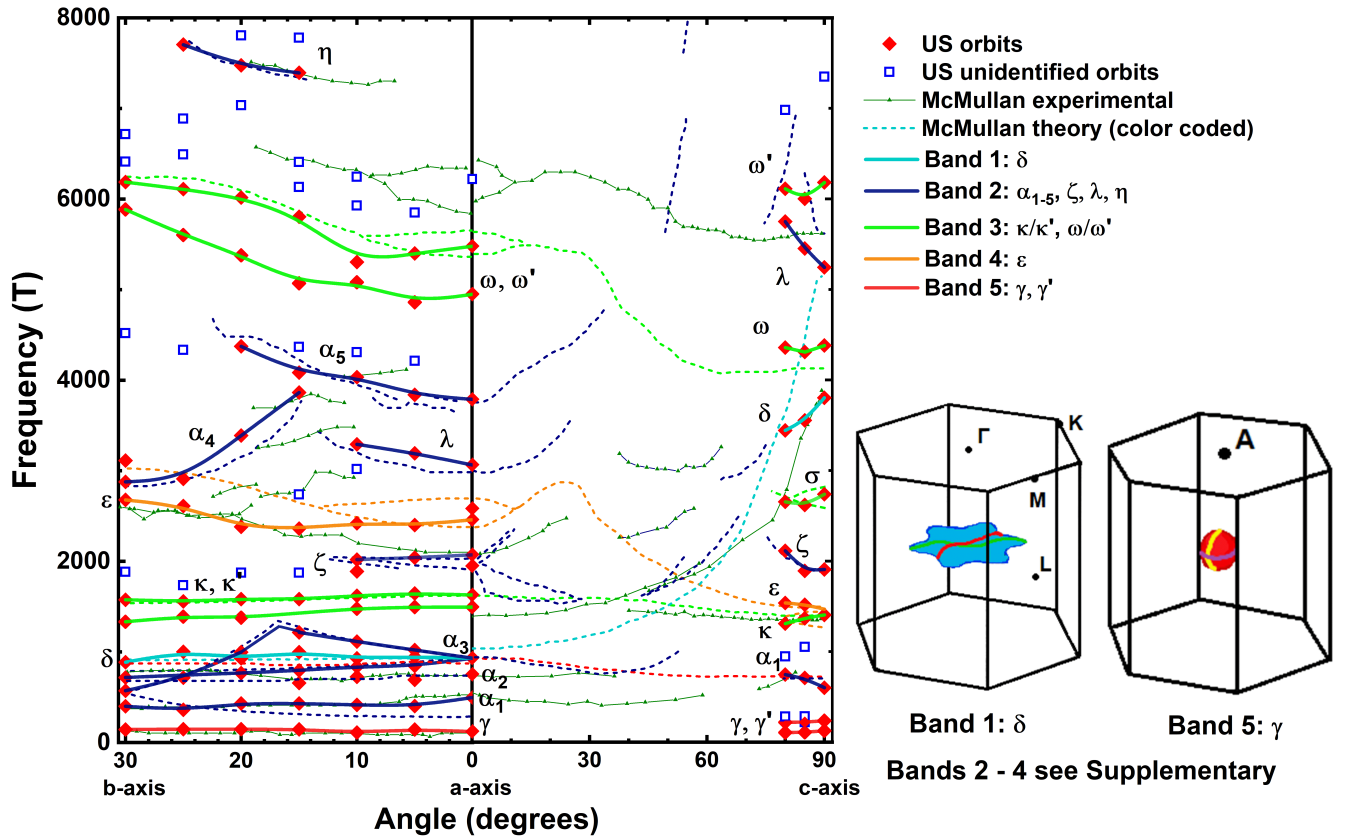 8000
6000
4000
2000
0
Frequency (T)
30
20
10
0
30
60
90
b-axis
a-axis
c-axis
Angle (degrees)
η
α5
α4
λ
ω, ω'
ε
ζ
κ, κ'
δ
α3
α2
α1
γ
ω'
λ
ω
δ
σ
ζ
ε
κ
α1
γ, γ'
US orbits
US unidentified orbits
McMullan experimental
McMullan theory (color coded)
Band 1: δ
Band 2: α1-5, ζ, λ, η
Band 3: κ/κ', ω/ω'
Band 4: ε
Band 5: γ, γ'
Γ
K
M
L
A
Band 1: δ
Band 5: γ
Bands 2 - 4 see Supplementary